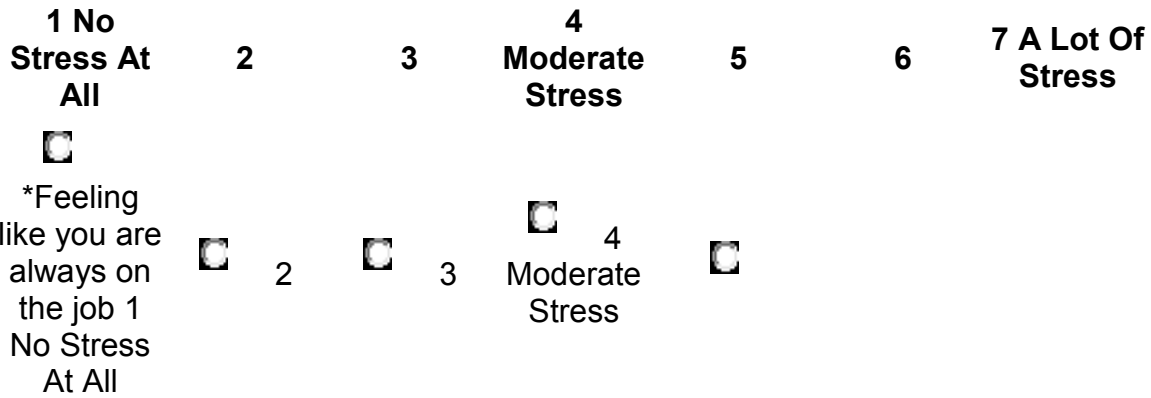 1 No
Stress At
All
2
3
4
Moderate
Stress
5
6
7 A Lot Of
Stress
*Feeling
like you are
always on
the job 1
No Stress
At All
2
3
4
Moderate
Stress